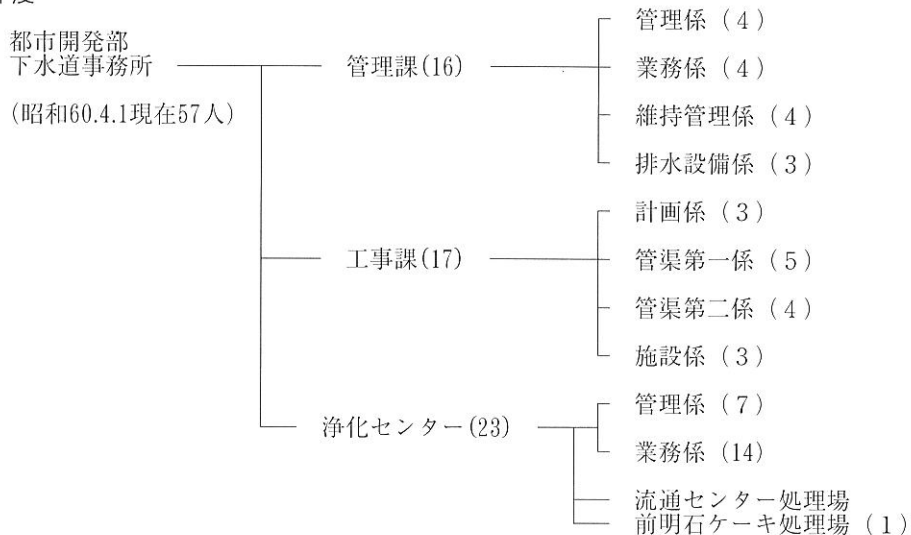 都市開発部
下水道事務所
(昭和60.4.1現在57人)
管理課(16)
管理係(4)
業務係(4)
維持管理係(4)
排水設備係(3)
工事課(17)
計画係(3)
管渠第一係(5)
管渠第二係(4)
施設係(3)
浄化センター(23)
管理係(7)
業務係(14)
流通センター処理場
前明石ケーキ処理場(1)